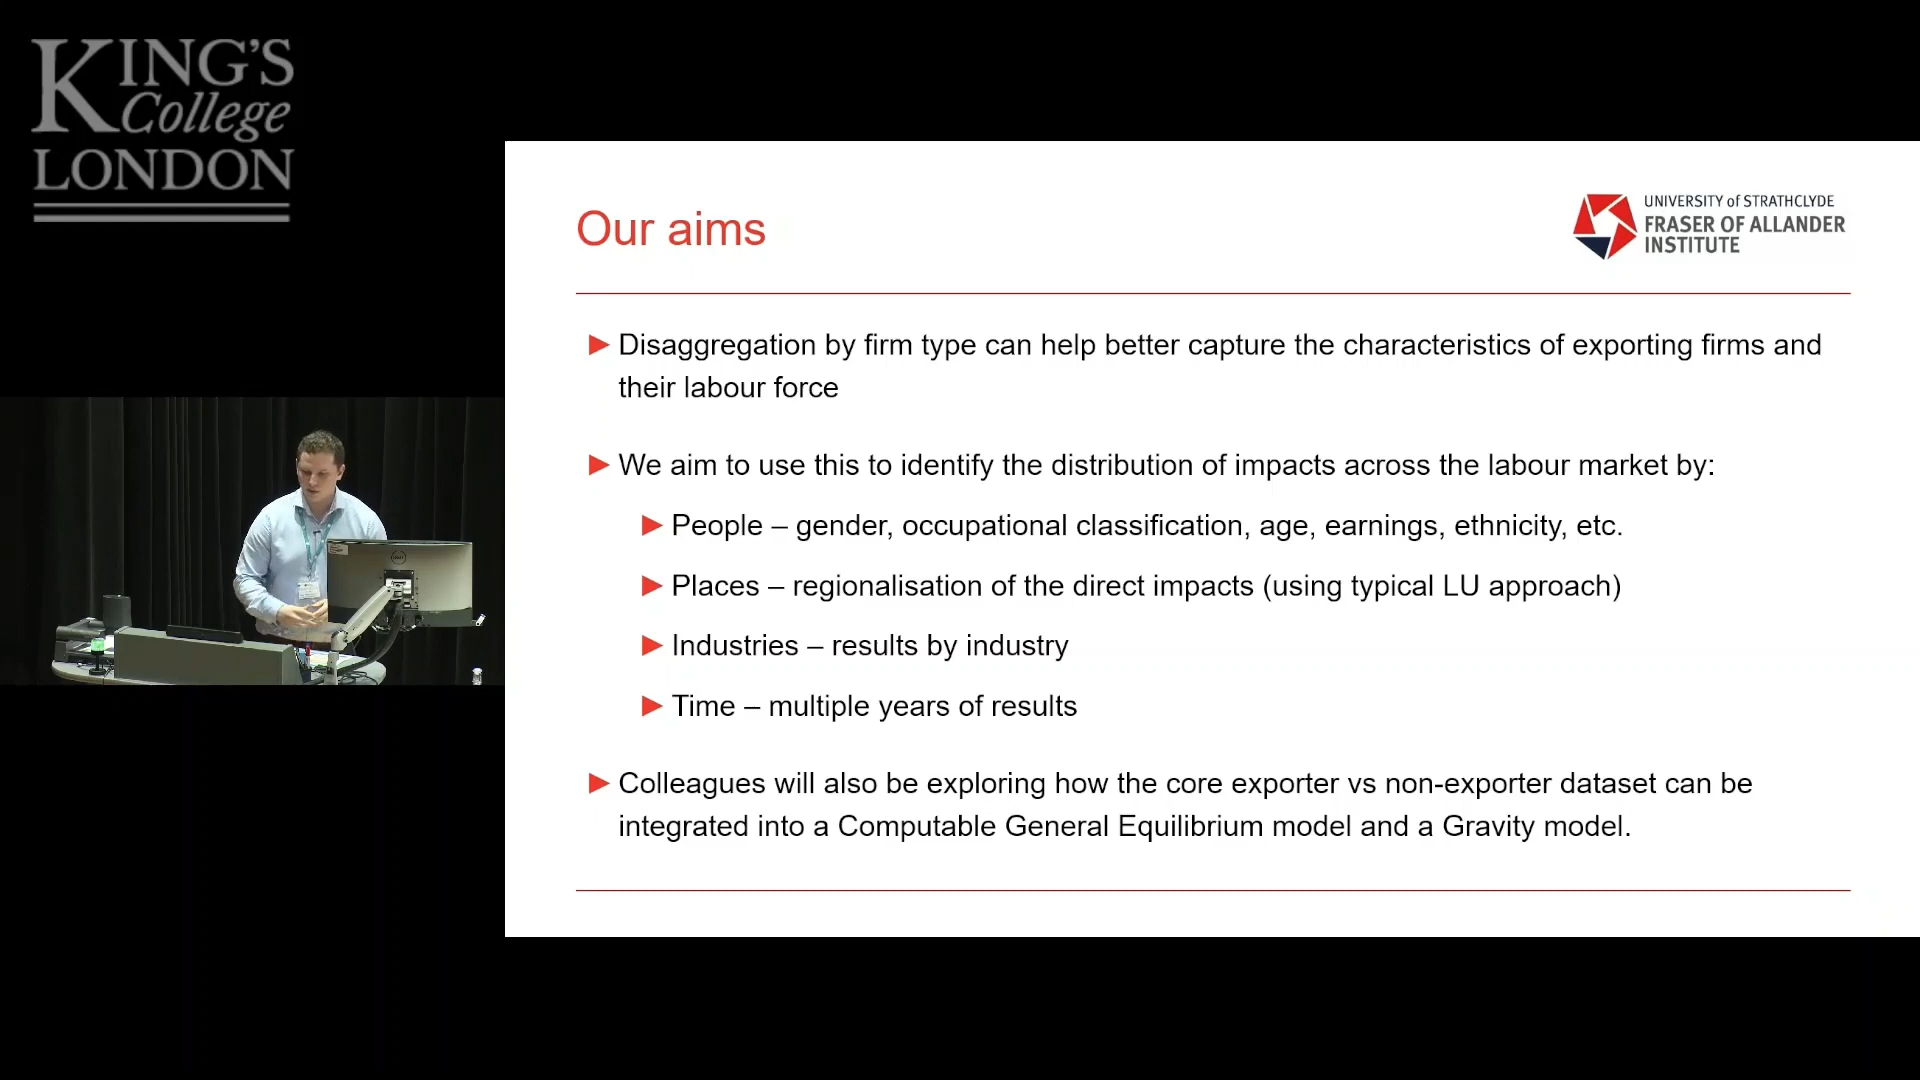 KING'S
College
LONDON
Our aims
UNIVERSITY of STRATHCLYDE
FRASER OF ALLANDER
INSTITUTE
Disaggregation by firm type can help better capture the characteristics of exporting firms and
their labour force
We aim to use this to identify the distribution of impacts across the labour market by:
People – gender, occupational classification, age, earnings, ethnicity, etc.
Places – regionalisation of the direct impacts (using typical LU approach)
Industries – results by industry
Time – multiple years of results
Colleagues will also be exploring how the core exporter vs non-exporter dataset can be
integrated into a Computable General Equilibrium model and a Gravity model.